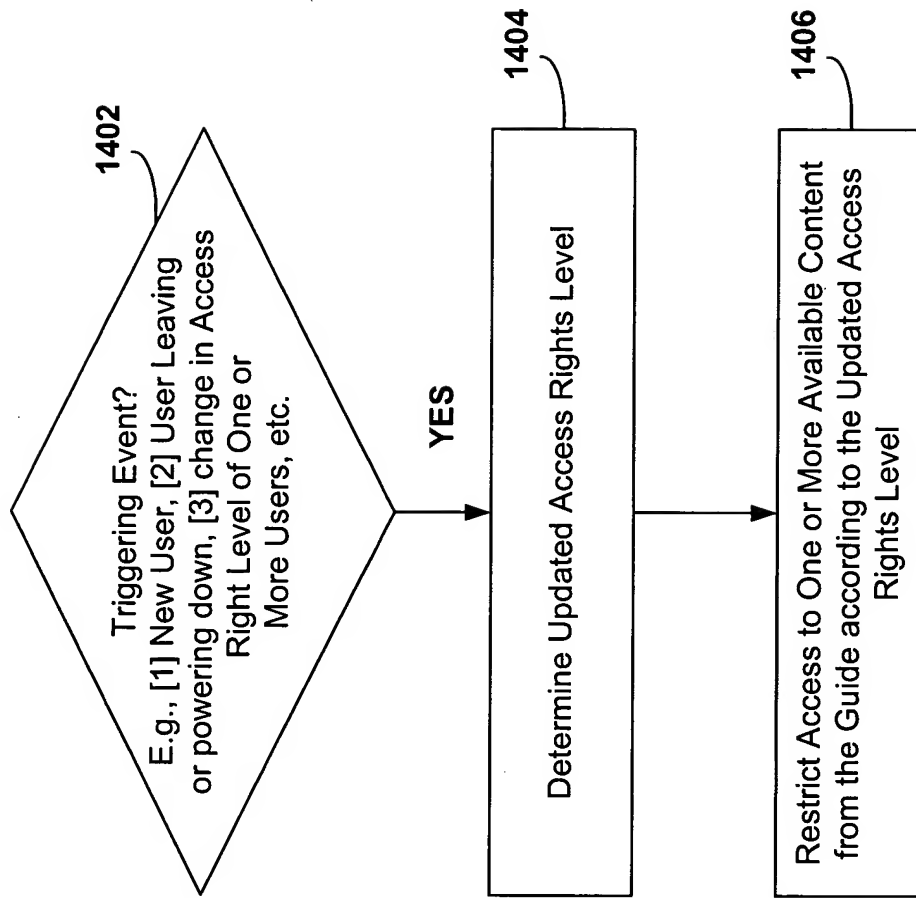 1402
Triggering Event?
E.g., [1] New User, [2] User Leaving
or powering down, [3] change in Access
Right Level of One or
More Users, etc.
YES
1404
Determine Updated Access Rights Level
1406
Restrict Access to One or More Available Content
from the Guide according to the Updated Access
Rights Level